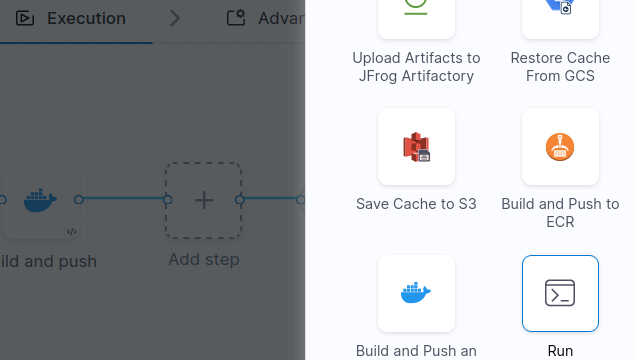 Execution
Advan
ild and push
Add step
Upload Artifacts to
JFrog Artifactory
Restore Cache
From GCS
Save Cache to S3
Build and Push to
ECR
Build and Push an
Run